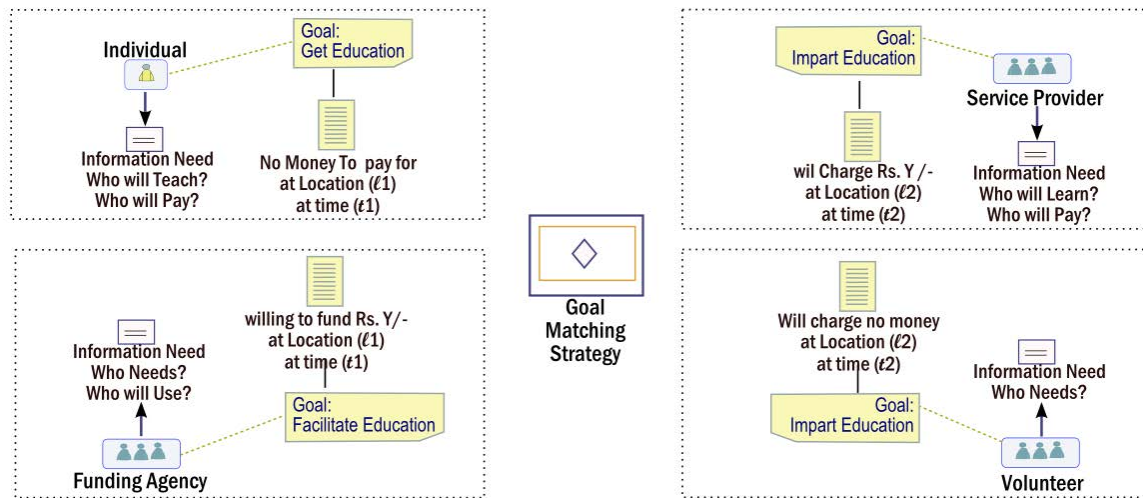 Individual
Goal:
Get Education
Information Need
Who will Teach?
Who will Pay?
No Money To pay for
at Location (ℓ1)
at time (t1)
Goal:
Impart Education
Service Provider
wil Charge Rs. Y /-
at Location (ℓ2)
at time (t2)
Information Need
Who will Learn?
Who will Pay?
Goal
Matching
Strategy
willing to fund Rs. Y/-
at Location (ℓ1)
at time (t1)
Information Need
Who Needs?
Who will Use?
Goal:
Facilitate Education
Funding Agency
Will charge no money
at Location (ℓ2)
at time (t2)
Information Need
Who Needs?
Goal:
Impart Education
Volunteer